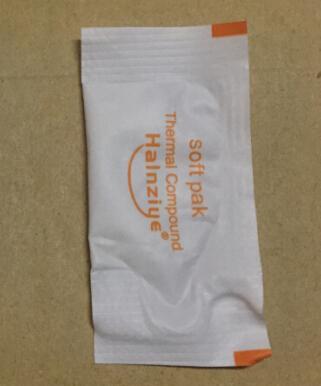 soft pak
Thermal Compound
Halnziye®